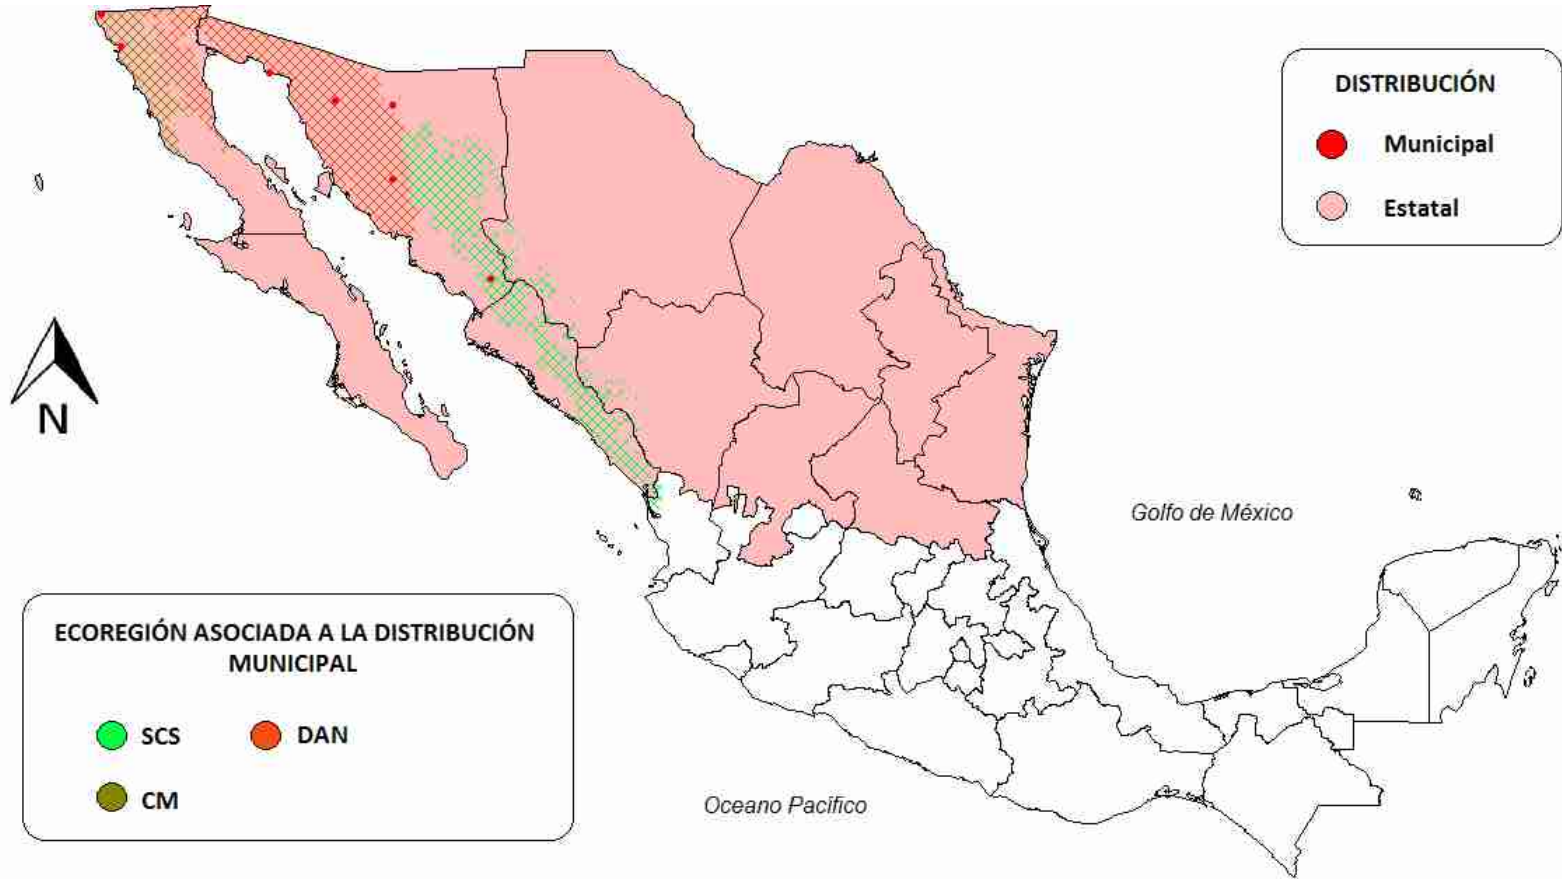 DISTRIBUCIÓN
Municipal
Estatal
N
Golfo de México
ECOREGIÓN ASOCIADA A LA DISTRIBUCIÓN
MUNICIPAL
SCS
DAN
CM
Oceano Pacífico